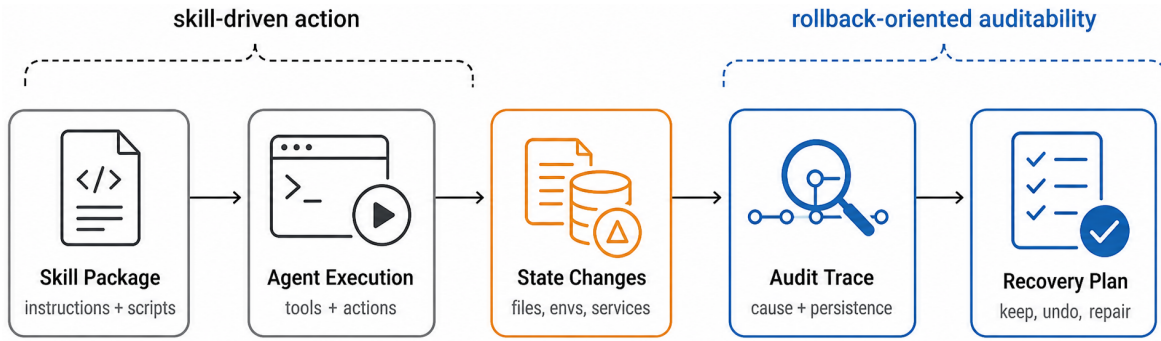 skill-driven action
rollback-oriented auditability
</>
>_
Skill Package
instructions + scripts
Agent Execution
tools + actions
State Changes
files, envs, services
Audit Trace
cause + persistence
Recovery Plan
keep, undo, repair